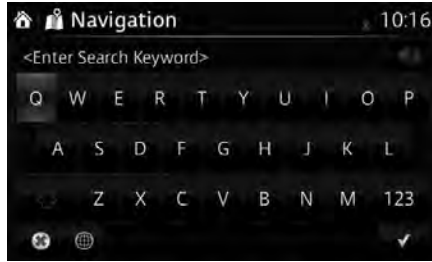 Navigation 10:16
<Enter Search Keyword>
Q W E R T Y U I O P
A S D F G H J K L
Z X C V B N M 123